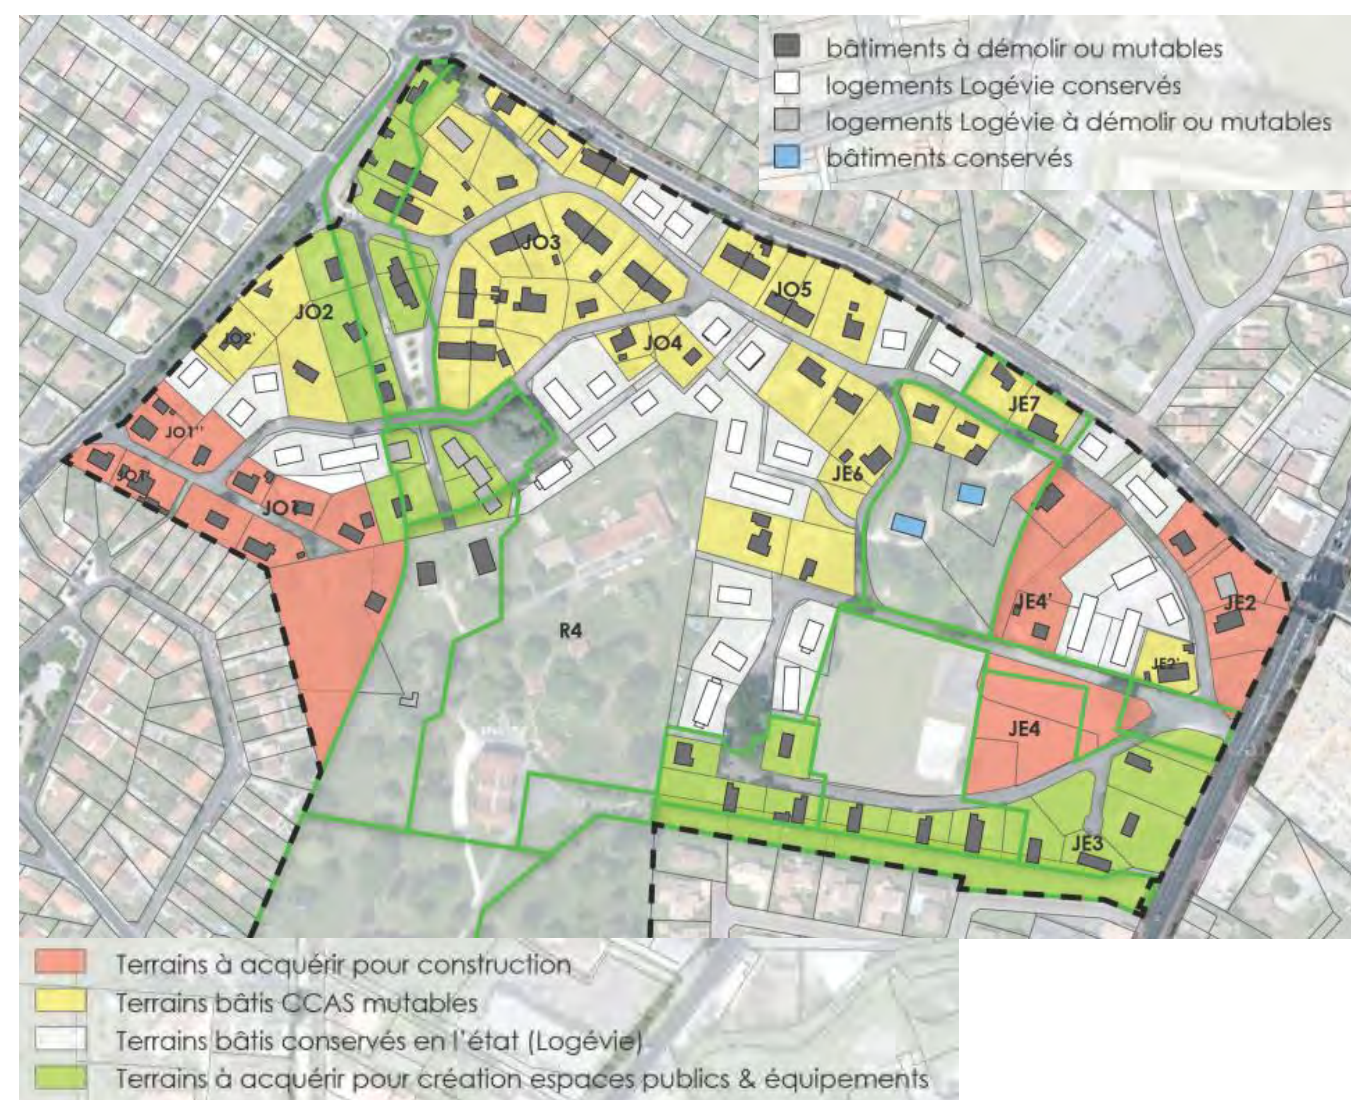 bâtiments à démolir ou mutables
logements Logévie conservés
logements Logévie à démolir ou mutables
bâtiments conservés
JO3
JO5
JO2
JO2'
JO4
JE7
JO1''
JE6
JO1'
JO1
JE4'
JE2
R4
JE2'
JE4
JE3
Terrains à acquérir pour construction
Terrains bâtis CCAS mutables
Terrains bâtis conservés en l'état (Logévie)
Terrains à acquérir pour création espaces publics & équipements